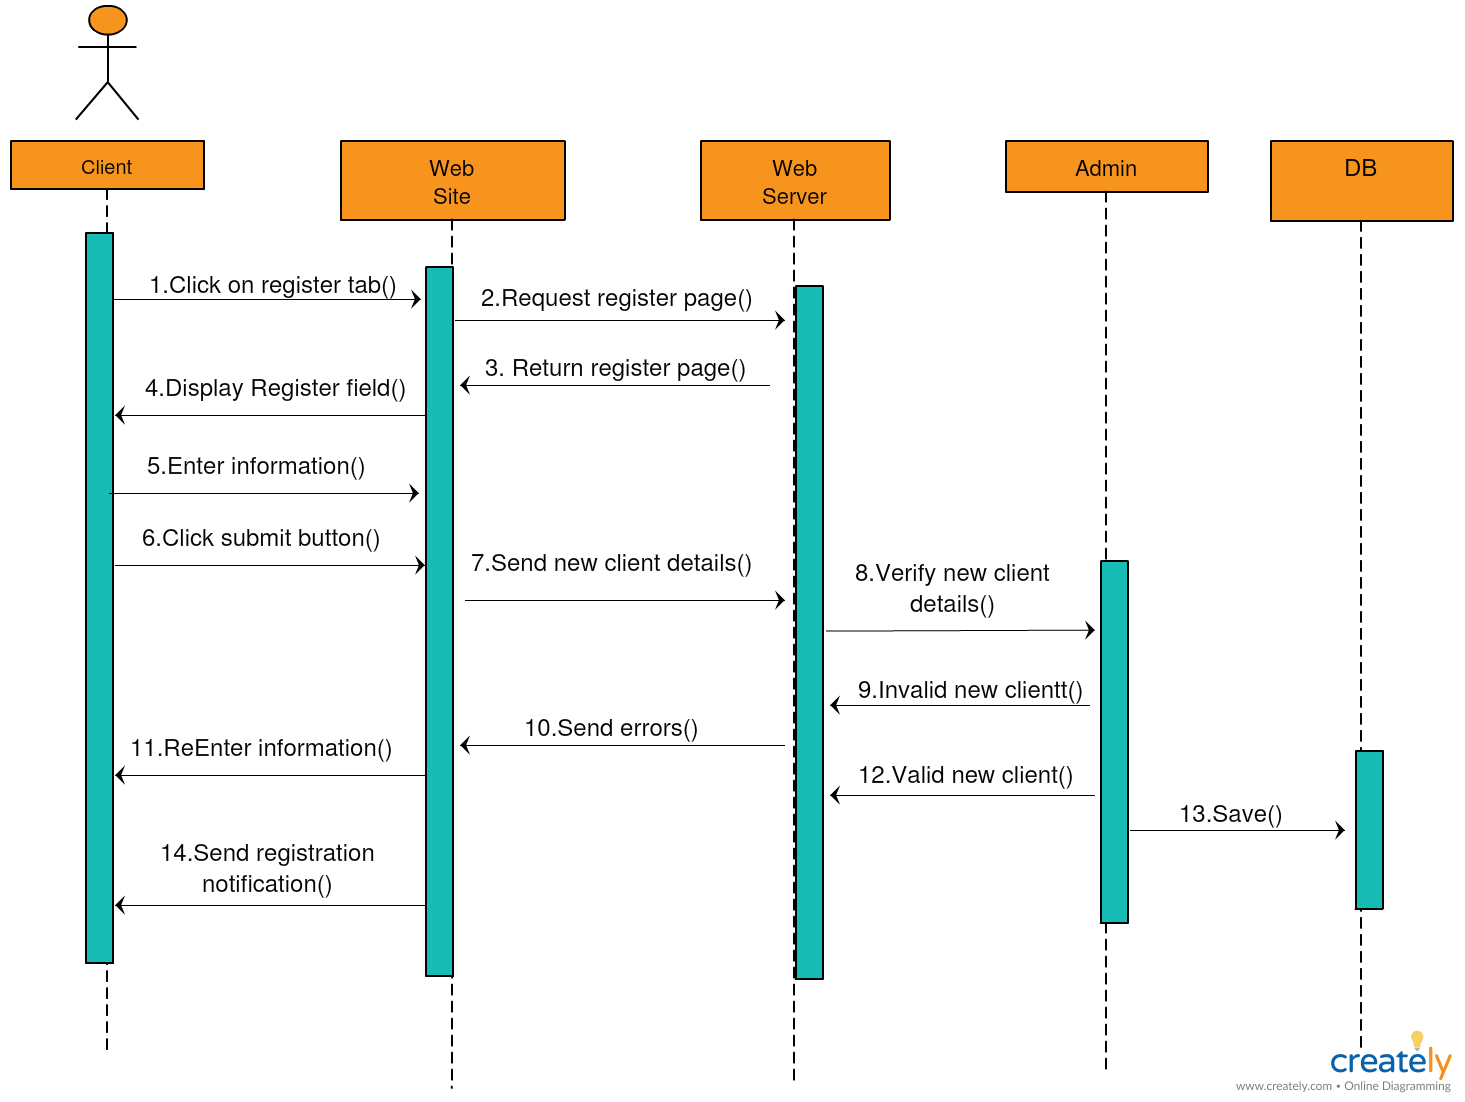 Client
Web
Site
Web
Server
Admin
DB
1.Click on register tab()
2.Request register page()
3. Return register page()
4.Display Register field()
5.Enter information()
6.Click submit button()
7.Send new client details()
8.Verify new client
details()
9.Invalid new clientt()
10.Send errors()
11.ReEnter information()
12.Valid new client()
13.Save()
14.Send registration
notification()
creately
www.creately.com • Online Diagramming